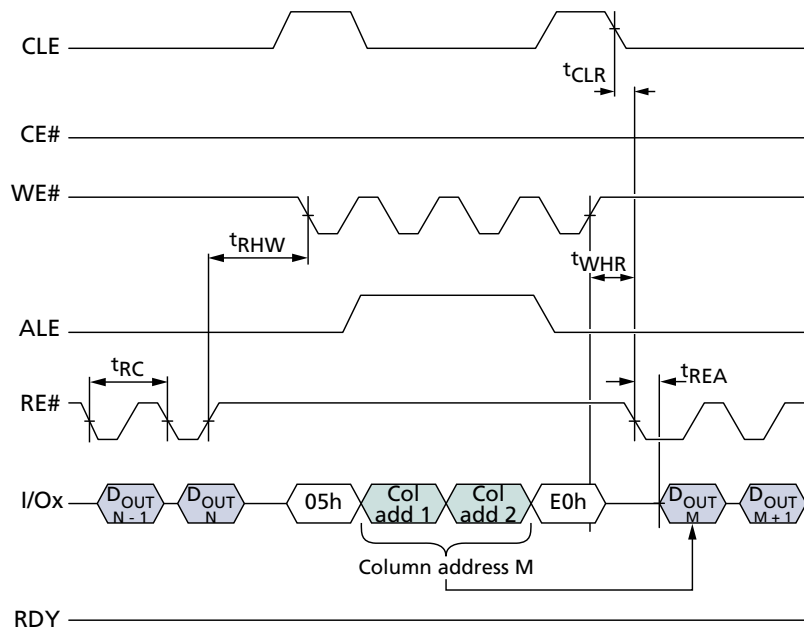 CLE
tCLR
CE#
WE#
tRHW
tWHR
ALE
tRC
tREA
RE#
I/Ox
DOUT
N - 1
DOUT
N
05h
Col
add 1
Col
add 2
E0h
DOUT
M
DOUT
M + 1
Column address M
RDY